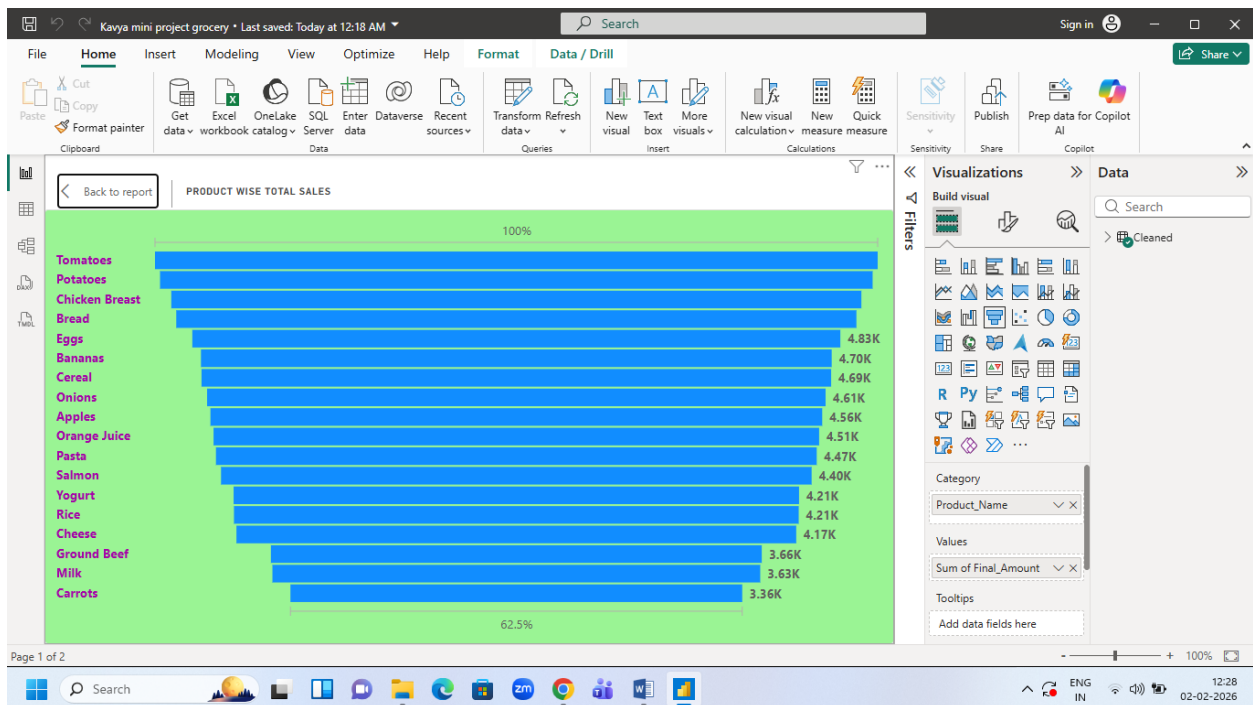 Kavya mini project grocery • Last saved: Today at 12:18 AM
Search
Sign in
File Home Insert Modeling View Optimize Help Format Data / Drill
Share
Paste
Cut
Copy
Format painter
Clipboard
Get data
Excel workbook
OneLake catalog
SQL Server
Enter data
Dataverse
Recent sources
Data
Transform data
Refresh
Queries
New visual
Text box
More visuals
Insert
New visual calculation
New measure
Quick measure
Calculations
Sensitivity
Sensitivity
Publish
Share
Prep data for AI
Copilot
Copilot
Back to report
PRODUCT WISE TOTAL SALES
100%
Tomatoes
Potatoes
Chicken Breast
Bread
Eggs 4.83K
Bananas 4.70K
Cereal 4.69K
Onions 4.61K
Apples 4.56K
Orange Juice 4.51K
Pasta 4.47K
Salmon 4.40K
Yogurt 4.21K
Rice 4.21K
Cheese 4.17K
Ground Beef 3.66K
Milk 3.63K
Carrots 3.36K
62.5%
Filters
Visualizations
Build visual
123
R Py
Category
Product_Name
Values
Sum of Final_Amount
Tooltips
Add data fields here
Data
Search
Cleaned
Page 1 of 2
- + 100%
Search
zm
ENG
IN
12:28
02-02-2026